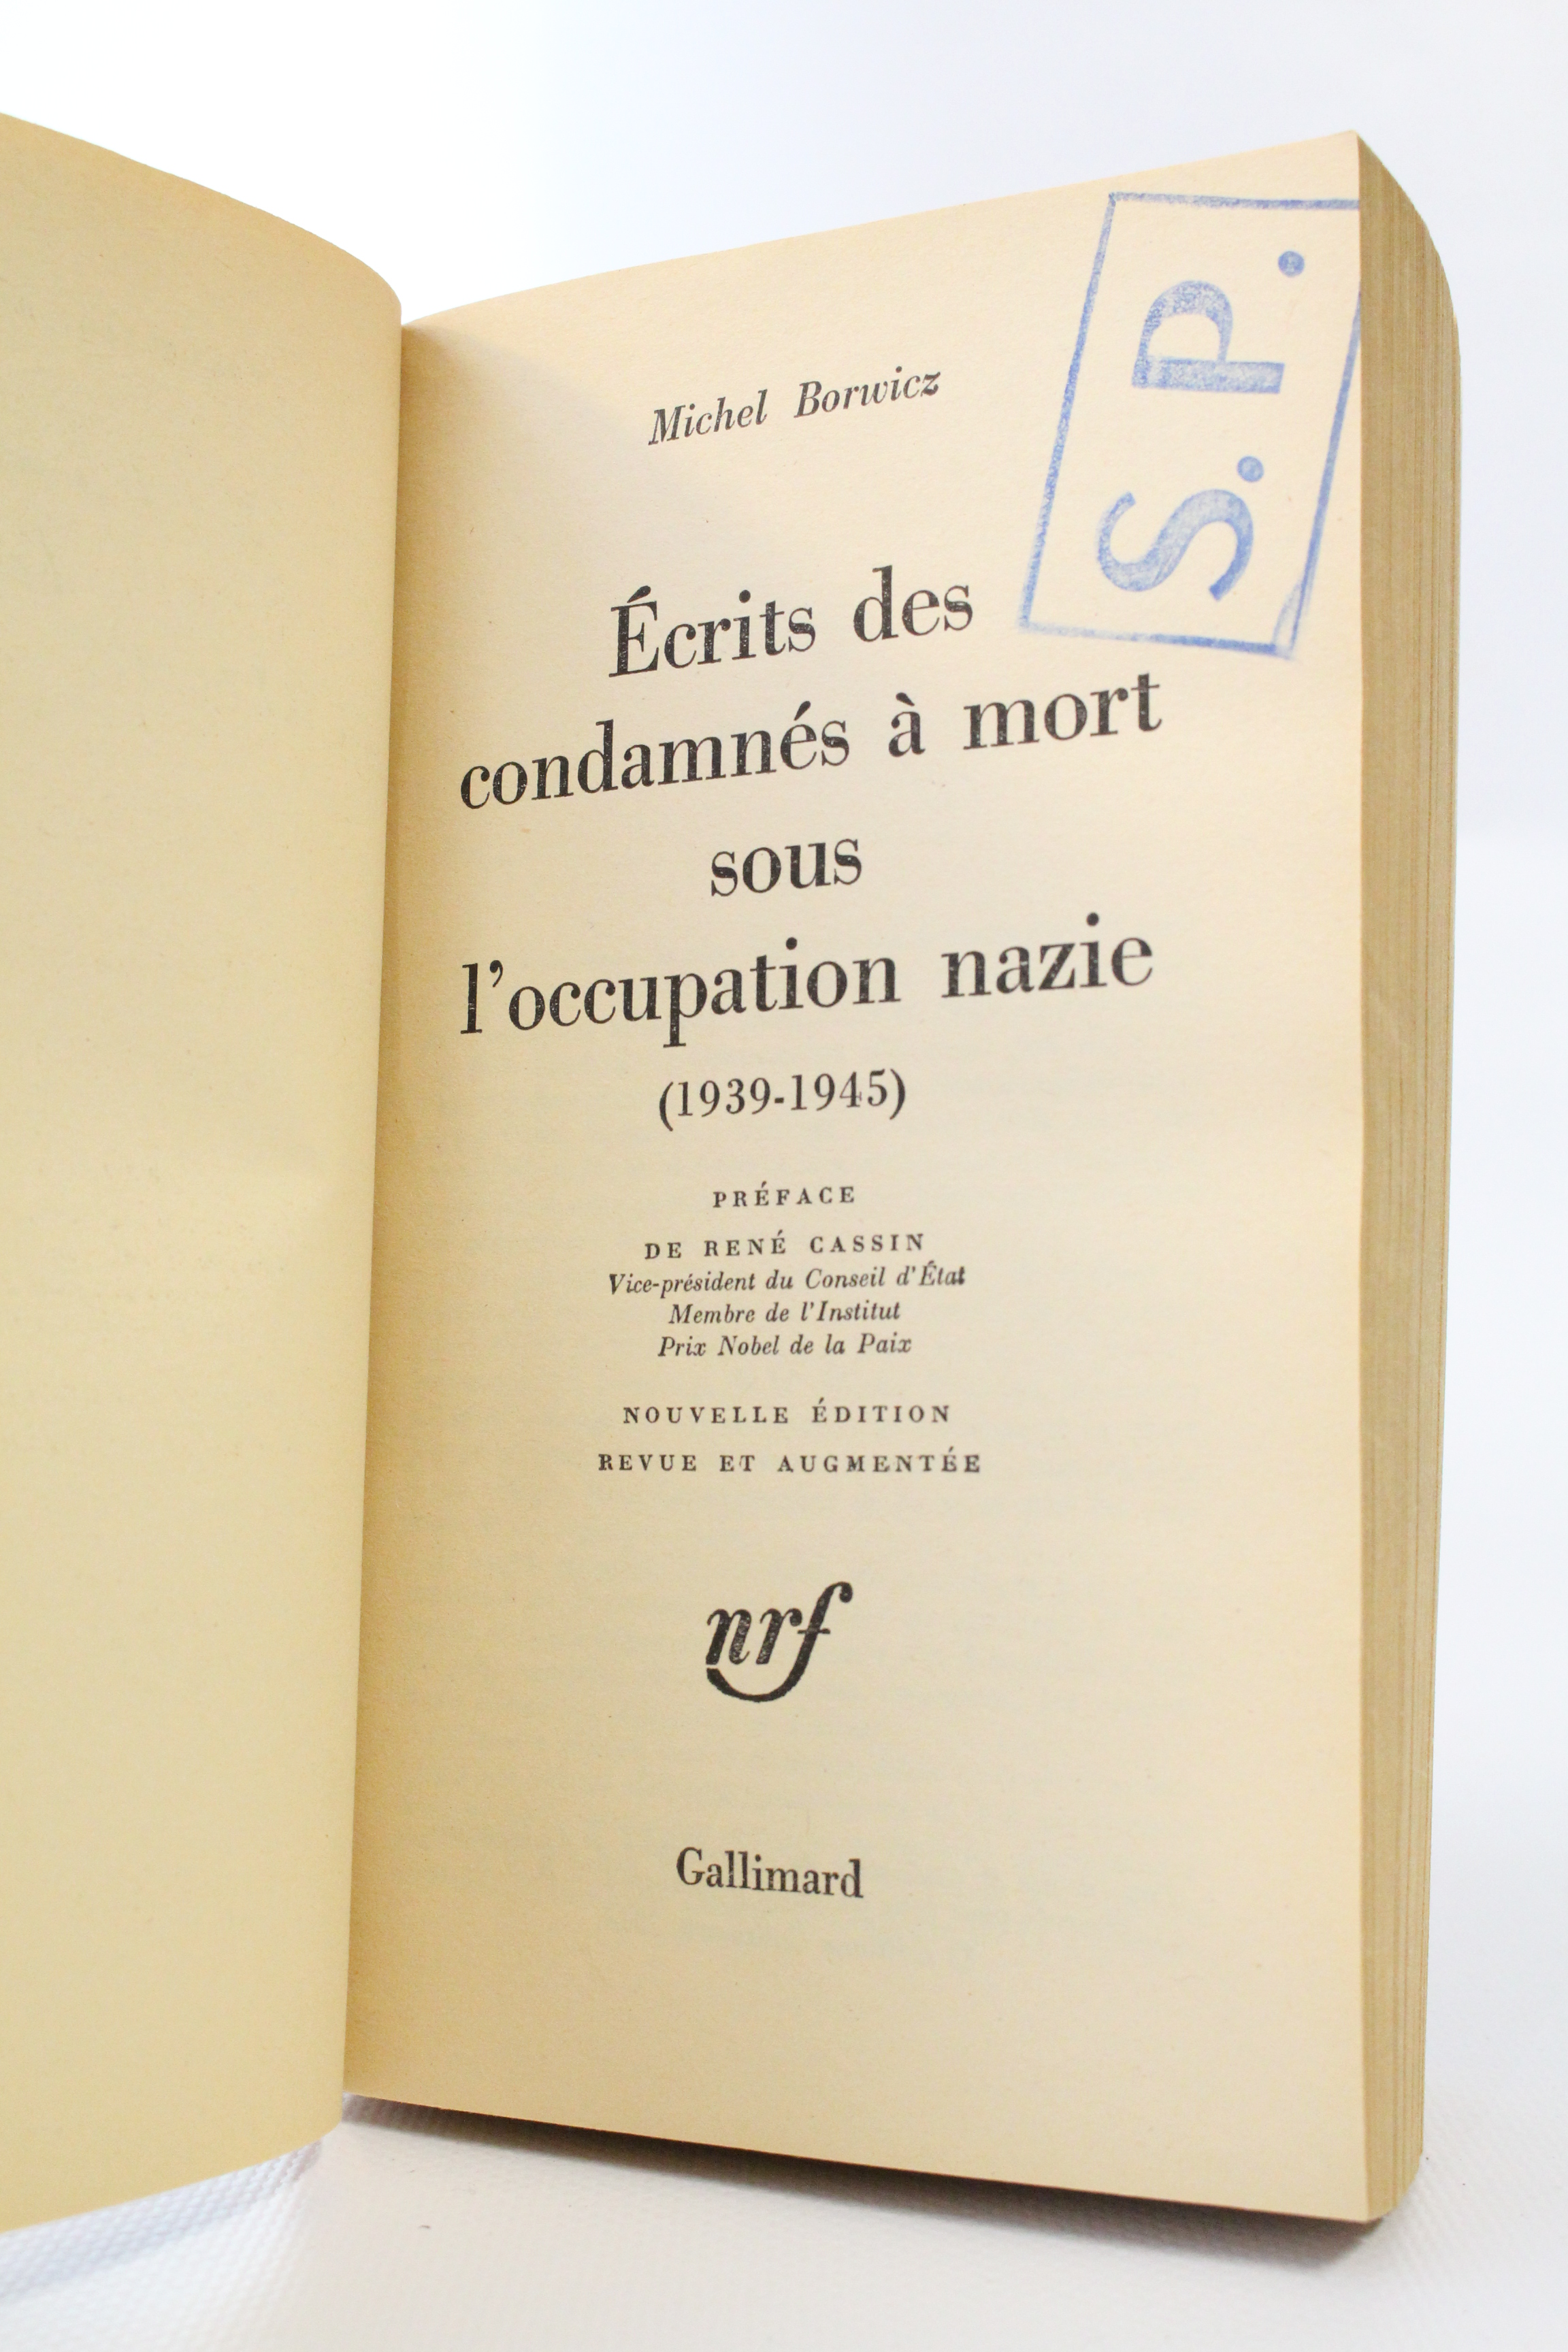 Michel Borwicz
S. P.
Écrits des
condamnés à mort
sous
l'occupation nazie
(1939-1945)
PRÉFACE
DE RENÉ CASSIN
Vice-président du Conseil d'État
Membre de l'Institut
Prix Nobel de la Paix
NOUVELLE ÉDITION
REVUE ET AUGMENTÉE
nrf
Gallimard